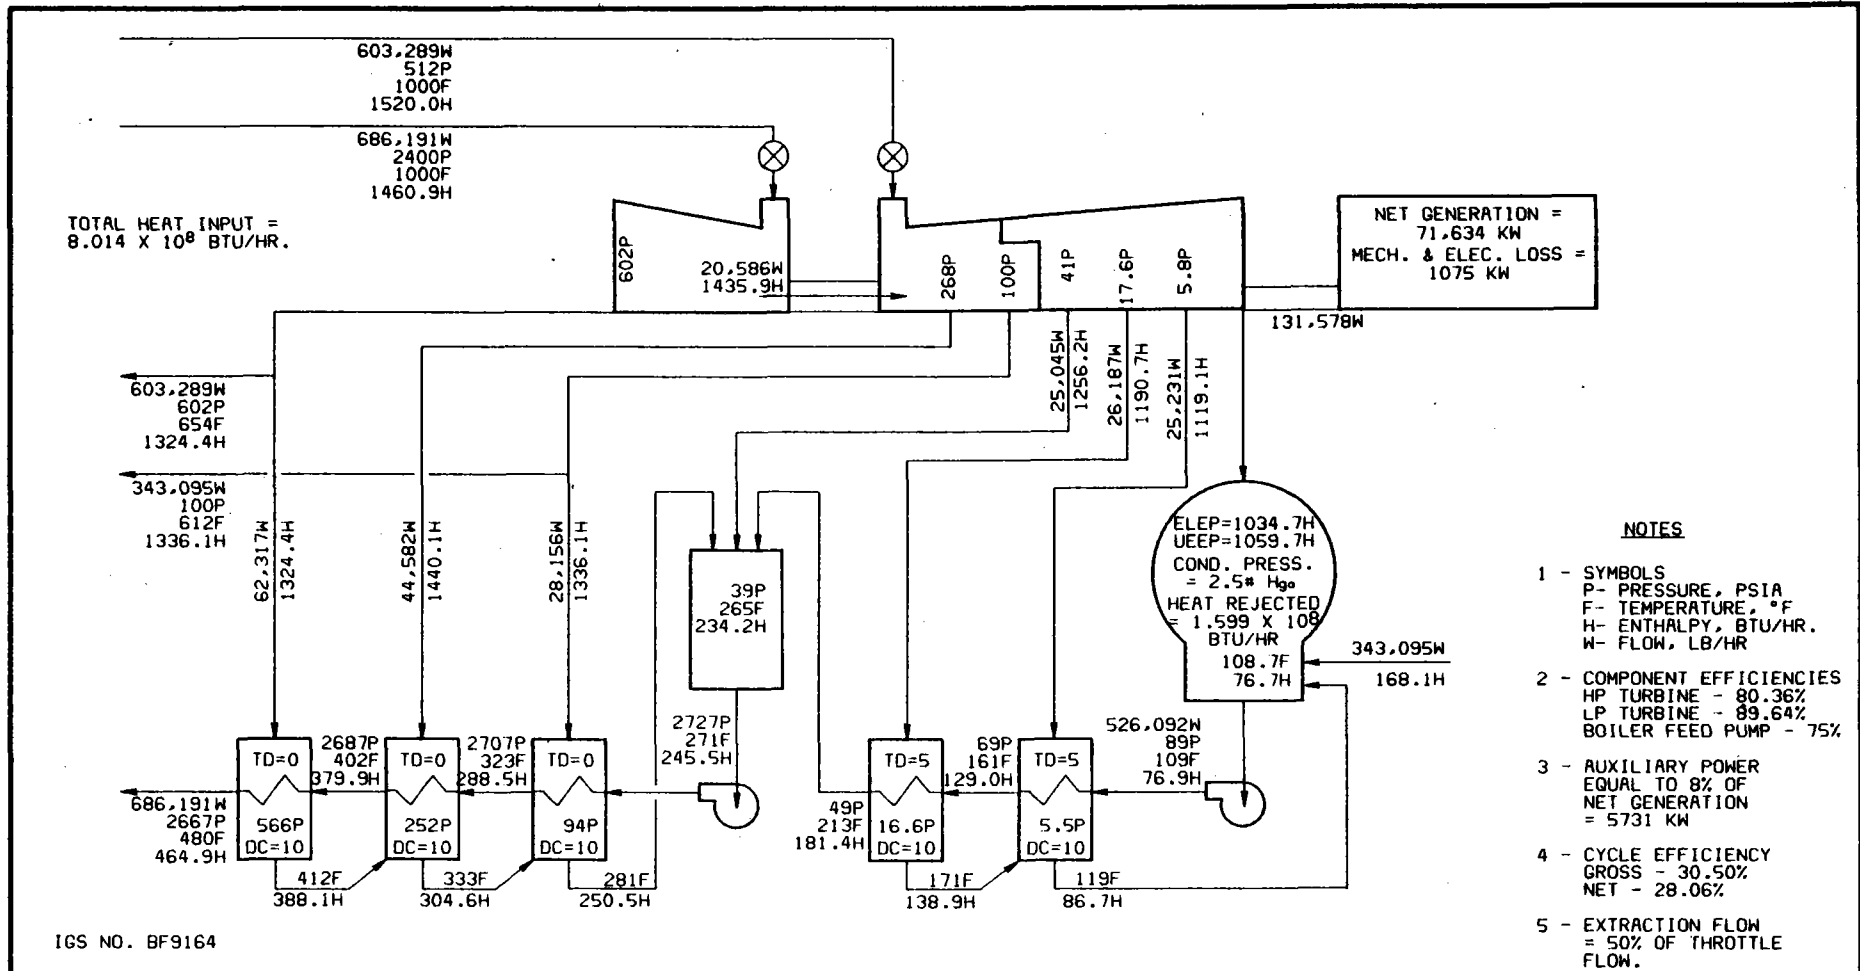 603,289W
512P
1000F
1520.0H
686,191W
2400P
1000F
1460.9H
TOTAL HEAT INPUT =
8.014 X 10⁸ BTU/HR.
602P
20,586W
1435.9H
268P
100P
41P
17.6P
5.8P
NET GENERATION =
71,634 KW
MECH. & ELEC. LOSS =
1075 KW
131,578W
603,289W
602P
654F
1324.4H
343,095W
100P
612F
1336.1H
62,317W
1324.4H
44,582W
1440.1H
28,156W
1336.1H
25,045W
1256.2H
26,187W
1190.7H
25,231W
1119.1H
39P
265F
234.2H
ELEP=1034.7H
UEEP=1059.7H
COND. PRESS.
= 2.5" Hga
HEAT REJECTED
= 1.599 X 10⁸
BTU/HR
108.7F
76.7H
343,095W
168.1H
TD=0
566P
DC=10
2687P
402F
379.9H
TD=0
252P
DC=10
2707P
323F
288.5H
TD=0
94P
DC=10
2727P
271F
245.5H
49P
213F
181.4H
TD=5
16.6P
DC=10
69P
161F
129.0H
TD=5
5.5P
DC=10
526,092W
89P
109F
76.9H
686,191W
2667P
480F
464.9H
412F
388.1H
333F
304.6H
281F
250.5H
171F
138.9H
119F
86.7H
NOTES
1 - SYMBOLS
P- PRESSURE, PSIA
F- TEMPERATURE, °F
H- ENTHALPY, BTU/HR.
W- FLOW, LB/HR
2 - COMPONENT EFFICIENCIES
HP TURBINE - 80.36%
LP TURBINE - 89.64%
BOILER FEED PUMP - 75%
3 - AUXILIARY POWER
EQUAL TO 8% OF
NET GENERATION
= 5731 KW
4 - CYCLE EFFICIENCY
GROSS - 30.50%
NET - 28.06%
5 - EXTRACTION FLOW
= 50% OF THROTTLE
FLOW.
IGS NO. BF9164